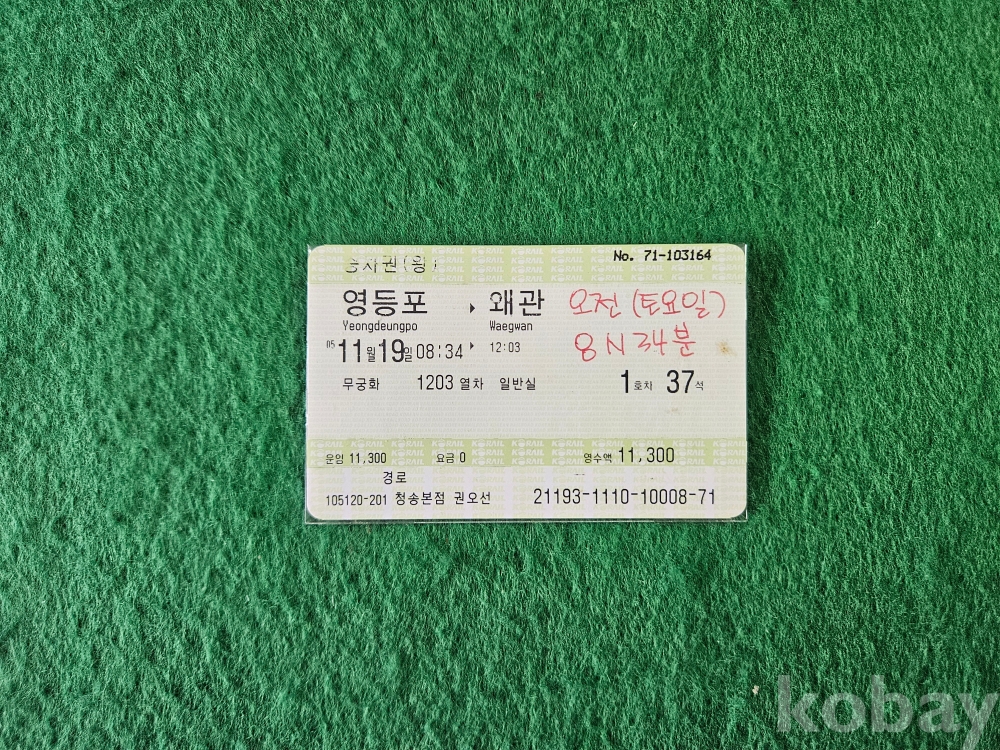 승차권(왕)
No. 71-103164
영등포 ▸ 왜관
Yeongdeungpo Waegwan
오전 (토요일)
8시 34분
05 11월 19일 08:34 ▸ 12:03
무궁화 1203 열차 일반실 1호차 37석
운임 11,300 요금 0 영수액 11,300
경로
105120-201 청송본점 권오선 21193-1110-10008-71
kobay